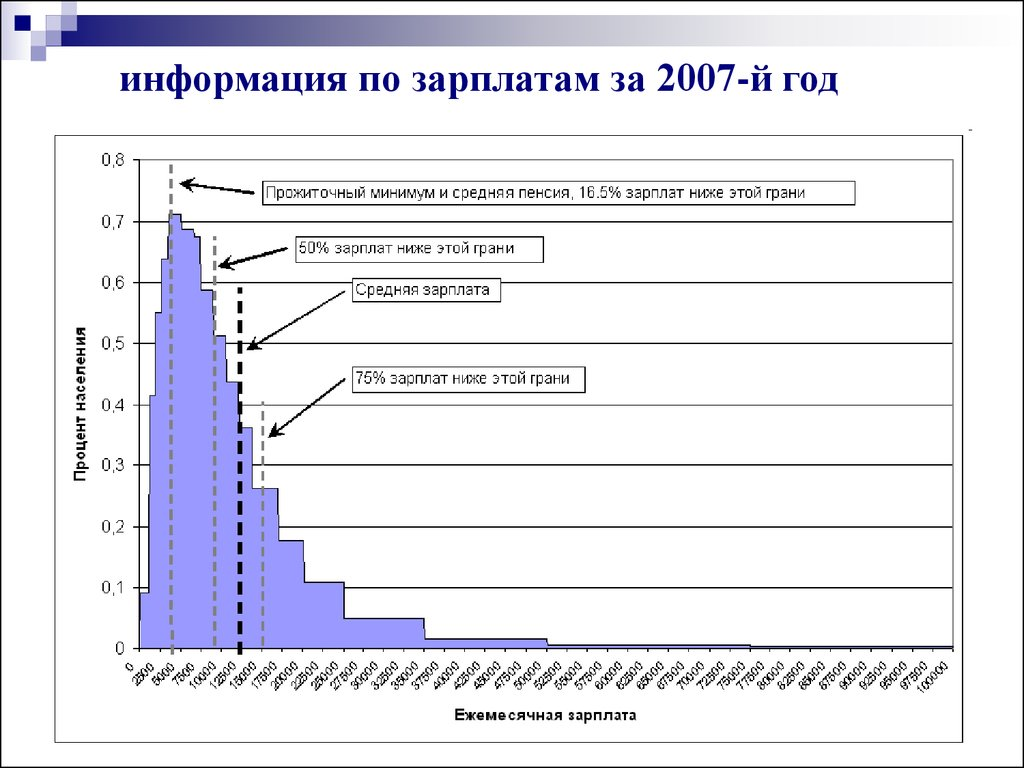 информация по зарплатам за 2007-й год
0,8
Прожиточный минимум и средняя пенсия, 16.5% зарплат ниже этой грани
0,7
50% зарплат ниже этой грани
0,6
Средняя зарплата
0,5
75% зарплат ниже этой грани
0,4
0,3
0,2
0,1
0
Процент населения
0 2500 5000 7500 10000 12500 15000 17500 20000 22500 25000 27500 30000 32500 35000 37500 40000 42500 45000 47500 50000 52500 55000 57500 60000 62500 65000 67500 70000 72500 75000 77500 80000 82500 85000 87500 90000 92500 95000 97500 100000
Ежемесячная зарплата